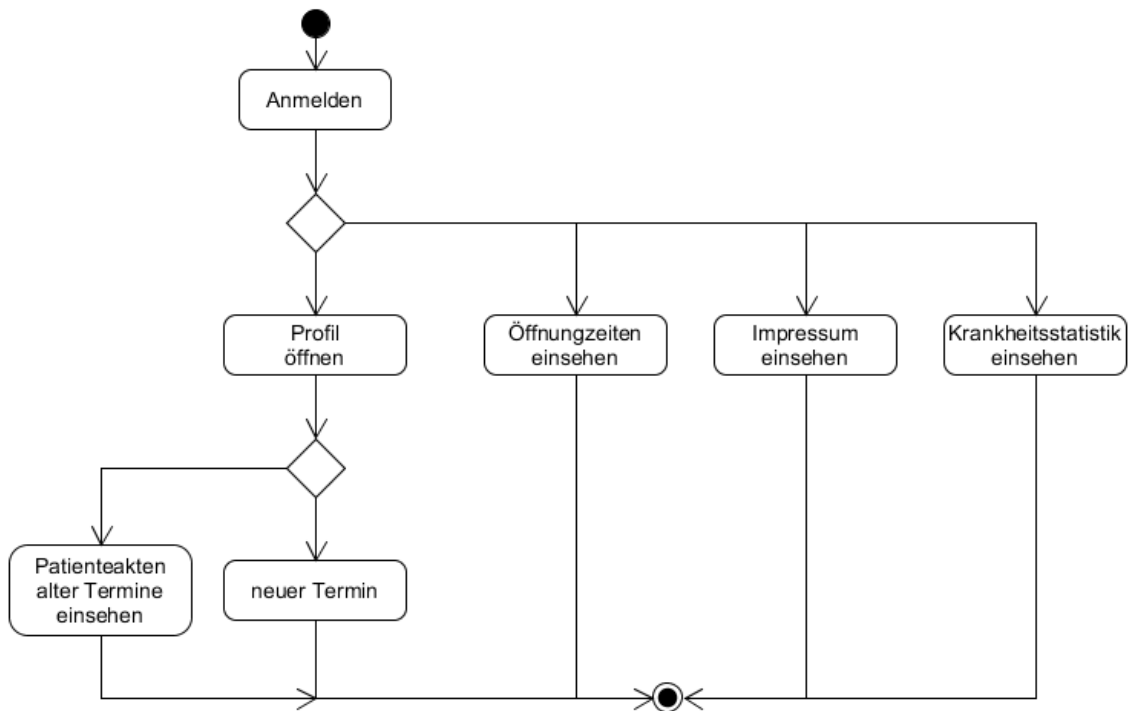 Anmelden
Profil
öffnen
Öffnungzeiten
einsehen
Impressum
einsehen
Krankheitsstatistik
einsehen
Patienteakten
alter Termine
einsehen
neuer Termin